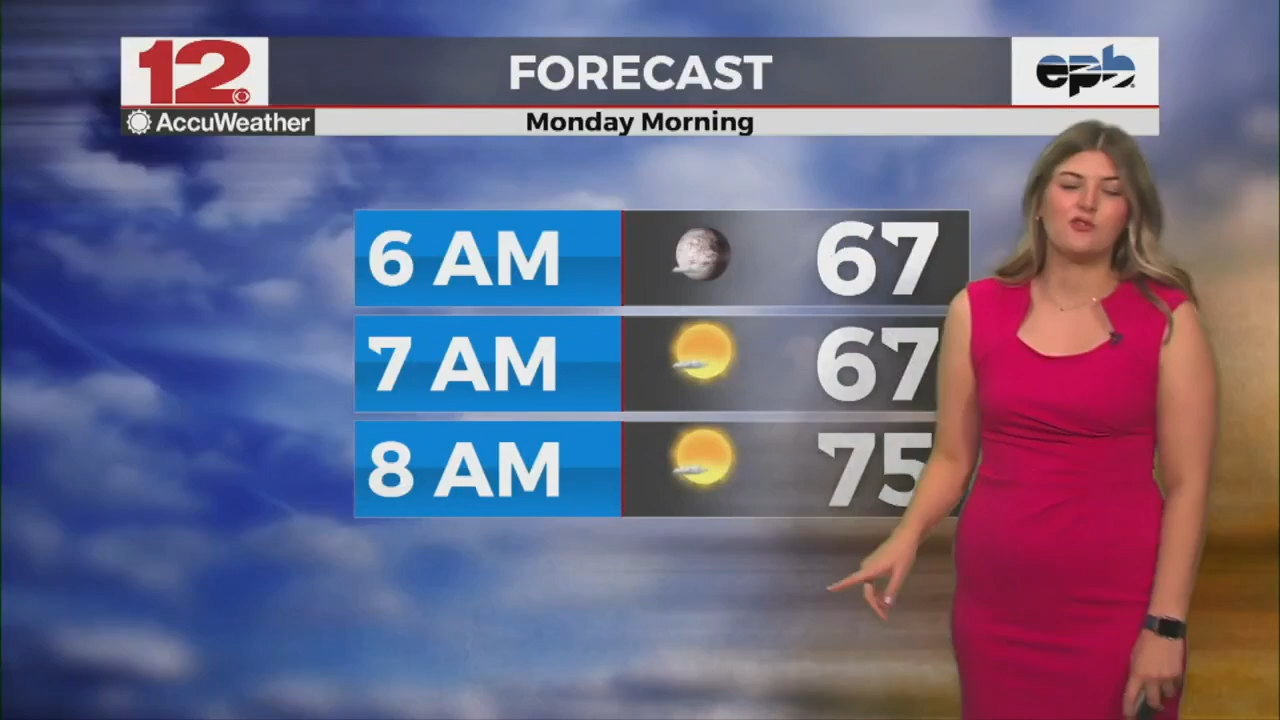 12
FORECAST
epb
AccuWeather
Monday Morning
6 AM 67
7 AM 67
8 AM 75